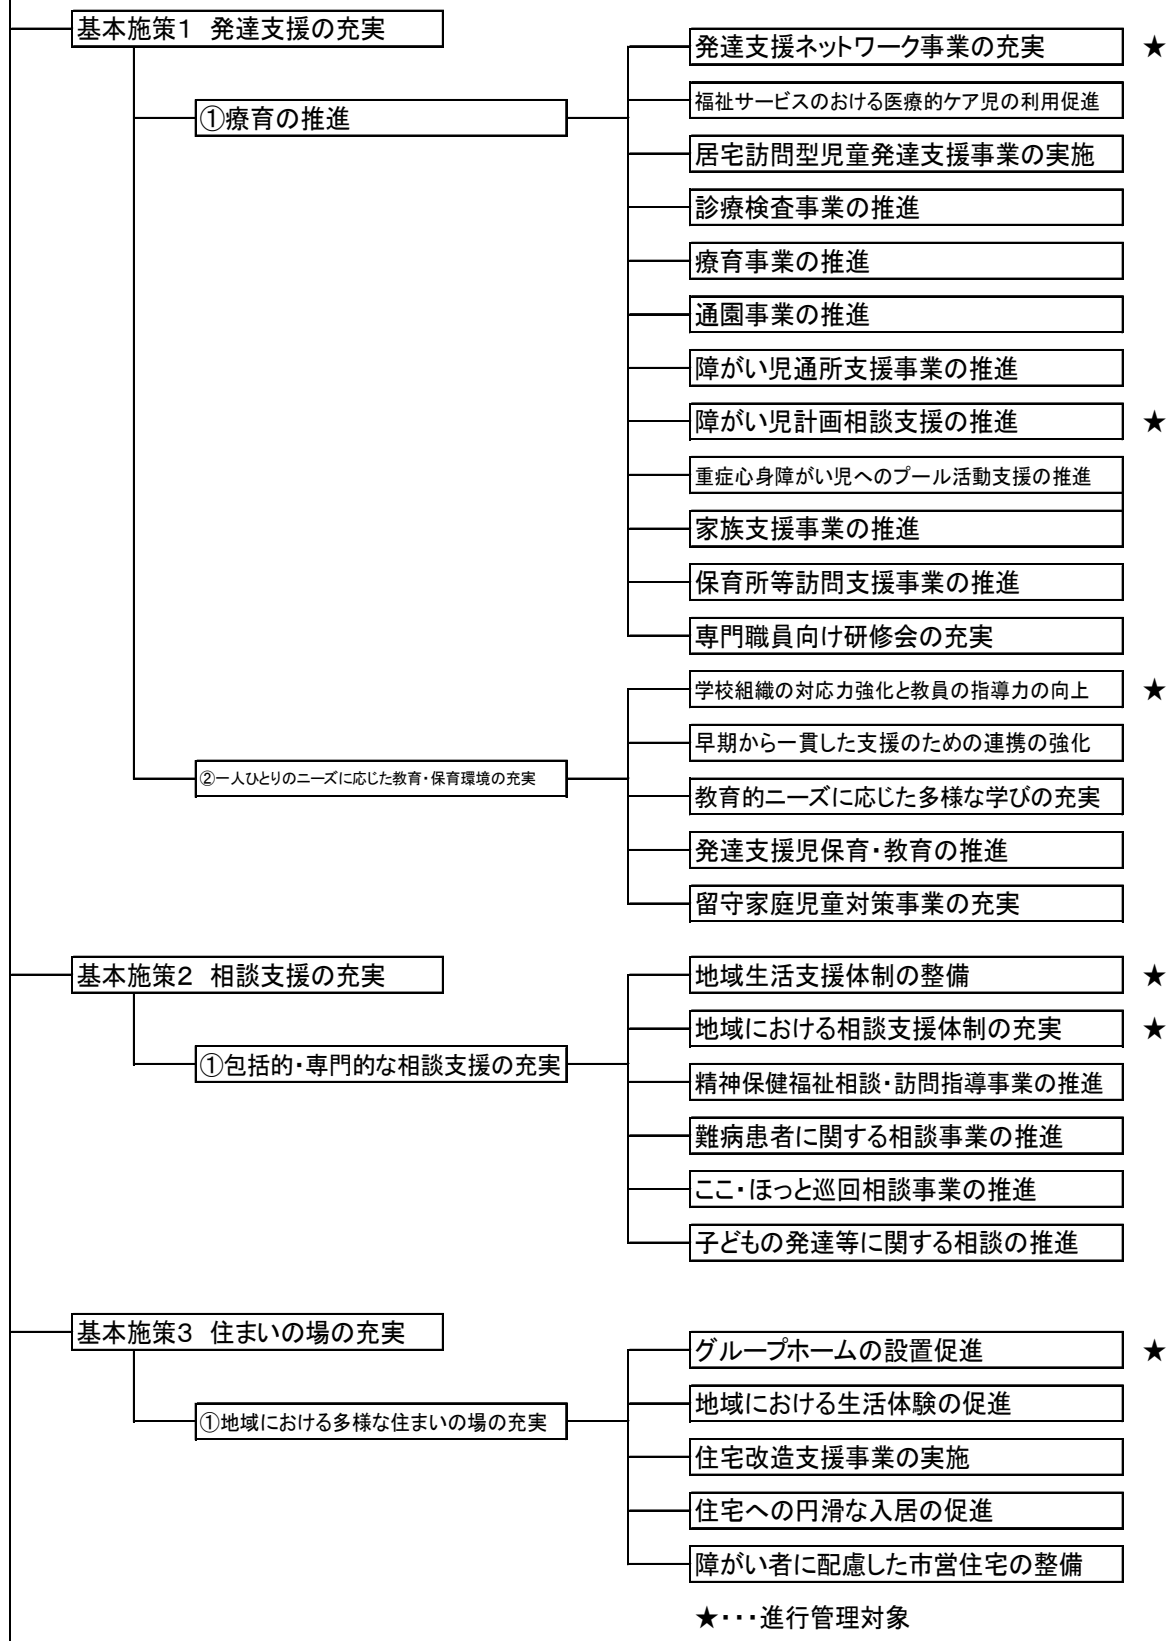 基本施策1 発達支援の充実
発達支援ネットワーク事業の充実 ★
福祉サービスのおける医療的ケア児の利用促進
①療育の推進
居宅訪問型児童発達支援事業の実施
診療検査事業の推進
療育事業の推進
通園事業の推進
障がい児通所支援事業の推進
障がい児計画相談支援の推進 ★
重症心身障がい児へのプール活動支援の推進
家族支援事業の推進
保育所等訪問支援事業の推進
専門職員向け研修会の充実
学校組織の対応力強化と教員の指導力の向上 ★
早期から一貫した支援のための連携の強化
②一人ひとりのニーズに応じた教育・保育環境の充実
教育的ニーズに応じた多様な学びの充実
発達支援児保育・教育の推進
留守家庭児童対策事業の充実
基本施策2 相談支援の充実
地域生活支援体制の整備 ★
地域における相談支援体制の充実 ★
①包括的・専門的な相談支援の充実
精神保健福祉相談・訪問指導事業の推進
難病患者に関する相談事業の推進
ここ・ほっと巡回相談事業の推進
子どもの発達等に関する相談の推進
基本施策3 住まいの場の充実
グループホームの設置促進 ★
地域における生活体験の促進
①地域における多様な住まいの場の充実
住宅改造支援事業の実施
住宅への円滑な入居の促進
障がい者に配慮した市営住宅の整備
★・・・進行管理対象